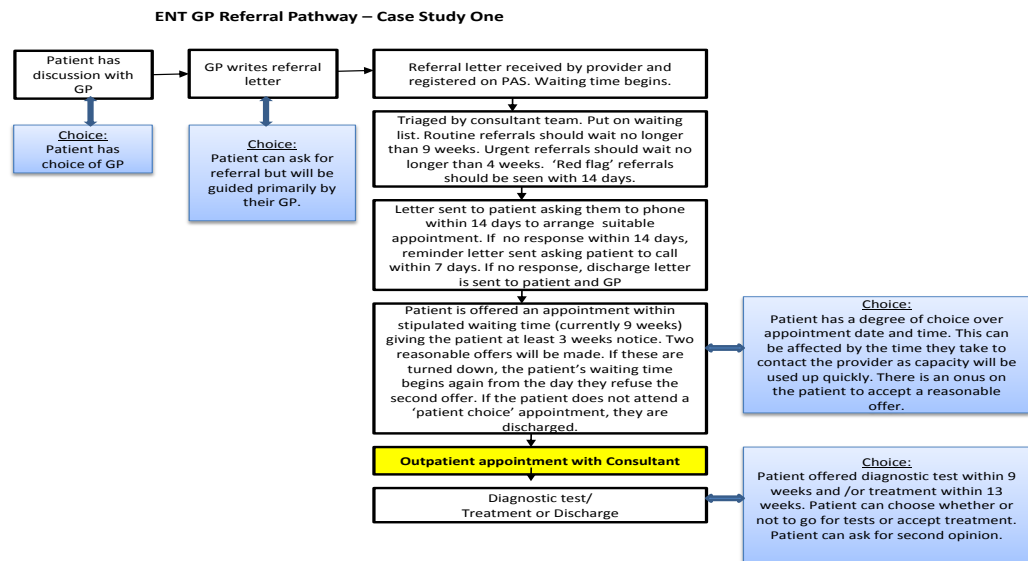 ENT GP Referral Pathway – Case Study One
Patient has
discussion with
GP
GP writes referral
letter
Referral letter received by provider and
registered on PAS. Waiting time begins.
Choice:
Patient has
choice of GP
Choice:
Patient can ask for
referral but will be
guided primarily by
their GP.
Triaged by consultant team. Put on waiting
list. Routine referrals should wait no longer
than 9 weeks. Urgent referrals should wait no
longer than 4 weeks. ‘Red flag’ referrals
should be seen with 14 days.
Letter sent to patient asking them to phone
within 14 days to arrange suitable
appointment. If no response within 14 days,
reminder letter sent asking patient to call
within 7 days. If no response, discharge letter
is sent to patient and GP
Patient is offered an appointment within
stipulated waiting time (currently 9 weeks)
giving the patient at least 3 weeks notice. Two
reasonable offers will be made. If these are
turned down, the patient’s waiting time
begins again from the day they refuse the
second offer. If the patient does not attend a
‘patient choice’ appointment, they are
discharged.
Choice:
Patient has a degree of choice over
appointment date and time. This can
be affected by the time they take to
contact the provider as capacity will be
used up quickly. There is an onus on
the patient to accept a reasonable
offer.
Outpatient appointment with Consultant
Diagnostic test/
Treatment or Discharge
Choice:
Patient offered diagnostic test within 9
weeks and /or treatment within 13
weeks. Patient can choose whether or
not to go for tests or accept treatment.
Patient can ask for second opinion.